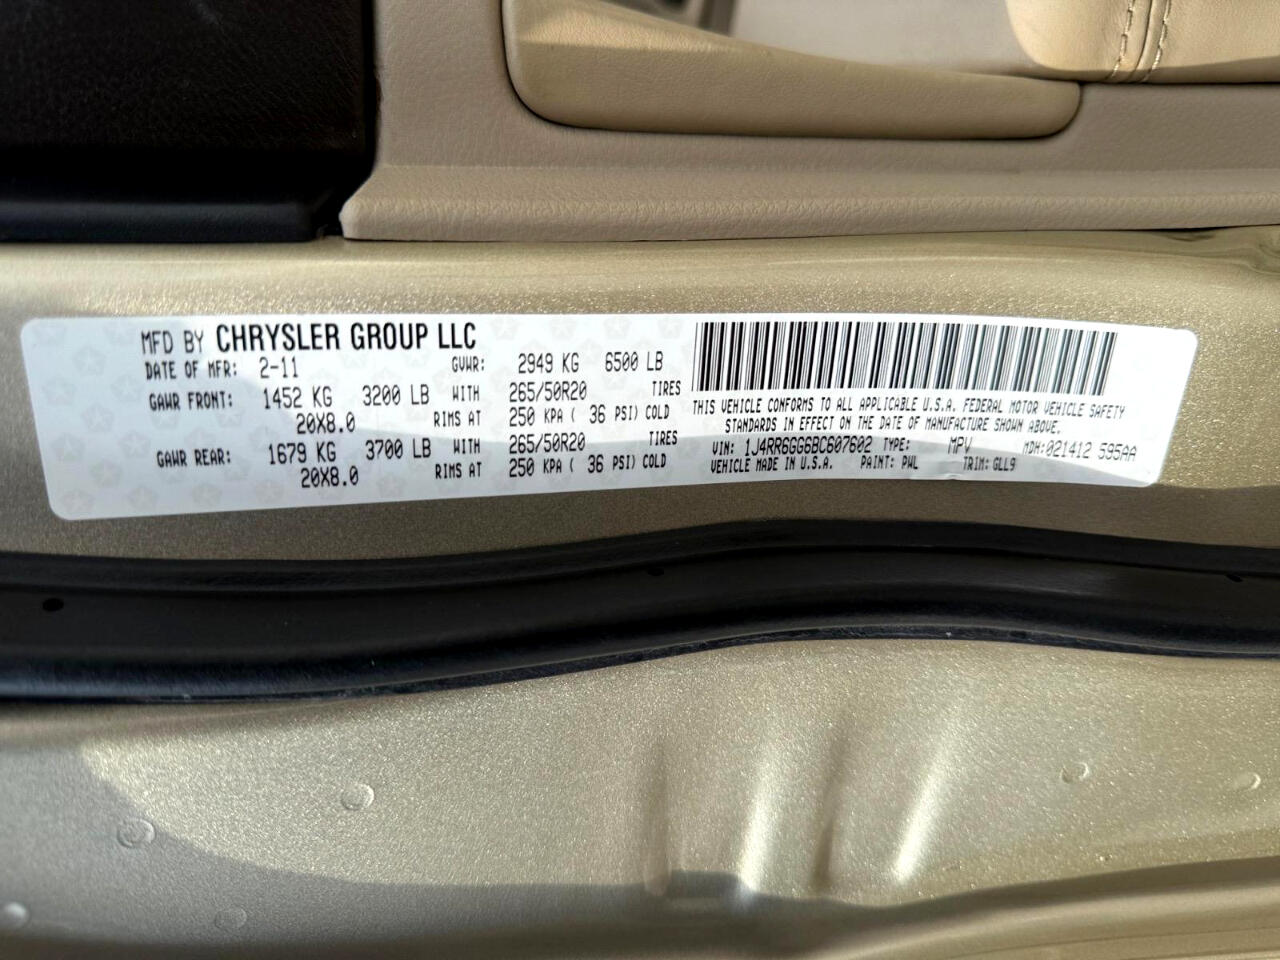 MFD BY CHRYSLER GROUP LLC
DATE OF MFR: 2-11 GVWR: 2949 KG 6500 LB
GAWR FRONT: 1452 KG 3200 LB WITH 265/50R20 TIRES
20X8.0 RIMS AT 250 KPA ( 36 PSI) COLD
GAWR REAR: 1679 KG 3700 LB WITH 265/50R20 TIRES
20X8.0 RIMS AT 250 KPA ( 36 PSI) COLD
THIS VEHICLE CONFORMS TO ALL APPLICABLE U.S.A. FEDERAL MOTOR VEHICLE SAFETY
STANDARDS IN EFFECT ON THE DATE OF MANUFACTURE SHOWN ABOVE.
VIN: 1J4RR6GG6BC607602 TYPE: MPV MDH:021412 595AA
VEHICLE MADE IN U.S.A. PAINT: PWL TRIM: GLL9